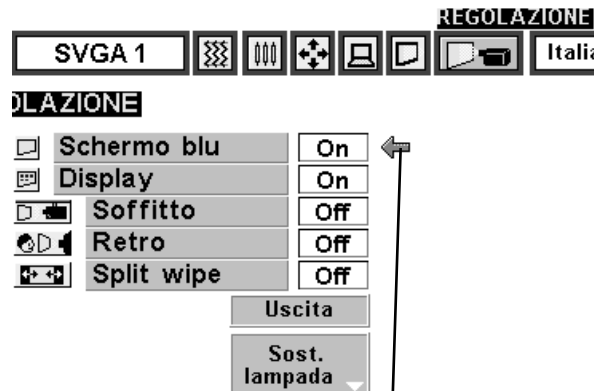 REGOLAZIONE
SVGA 1
OLAZIONE
Schermo blu On
Display On
Soffitto Off
Retro Off
Split wipe Off
Uscita
Sost.
lampada